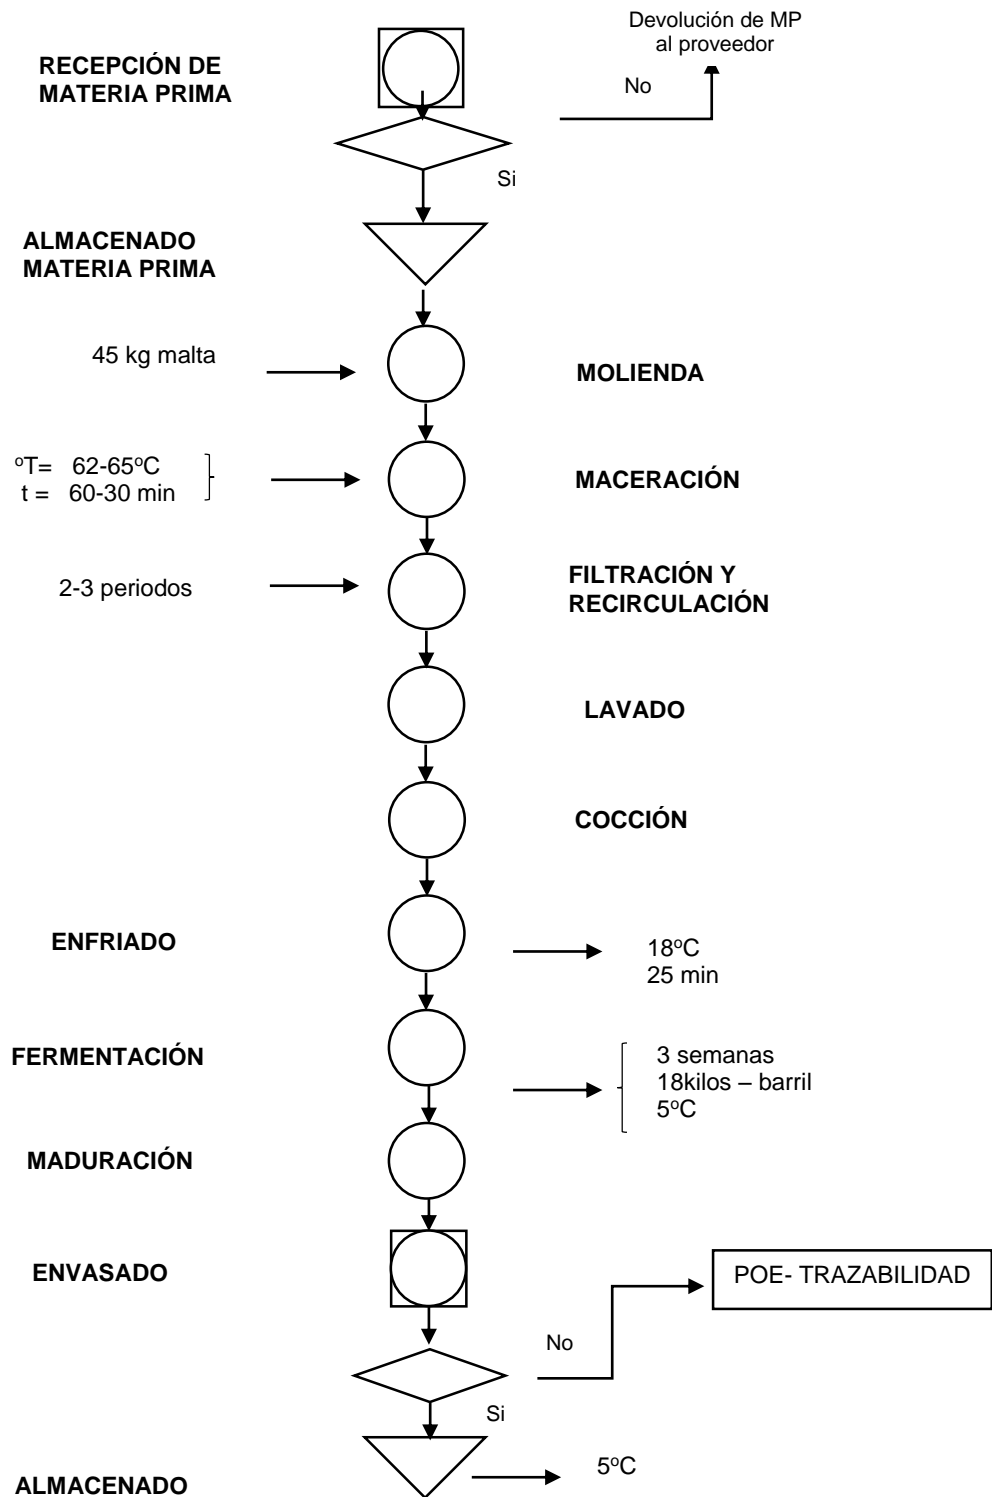 Devolución de MP
al proveedor
RECEPCIÓN DE
MATERIA PRIMA
No
Si
ALMACENADO
MATERIA PRIMA
45 kg malta
MOLIENDA
ºT= 62-65ºC
t = 60-30 min
MACERACIÓN
2-3 periodos
FILTRACIÓN Y
RECIRCULACIÓN
LAVADO
COCCIÓN
ENFRIADO
18ºC
25 min
FERMENTACIÓN
3 semanas
18kilos – barril
5ºC
MADURACIÓN
ENVASADO
POE- TRAZABILIDAD
No
Si
ALMACENADO
5ºC